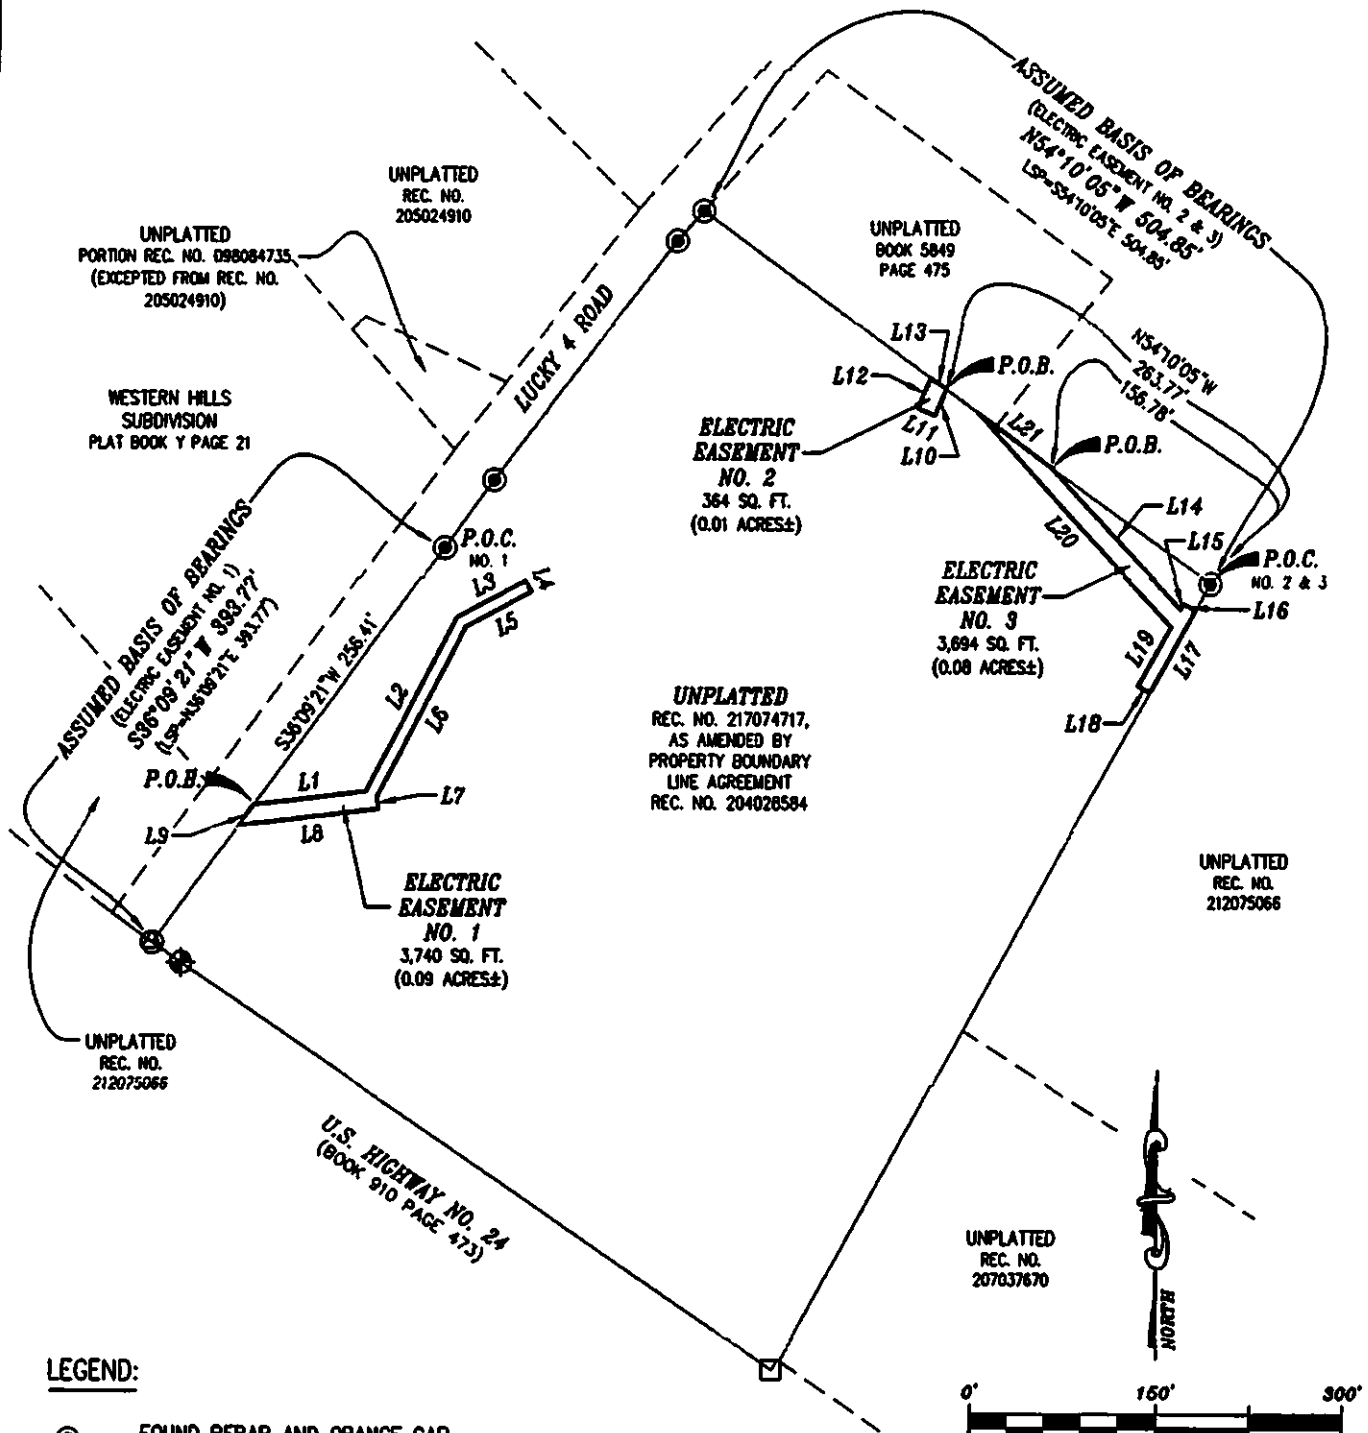 ASSUMED BASIS OF BEARINGS
(ELECTRIC EASEMENT NO. 2 & 3)
N54°10'05" W 504.85'
LSP=S54°10'05"E 504.85'
UNPLATTED
REC. NO.
205024910
UNPLATTED
PORTION REC. NO. 098084735
(EXCEPTED FROM REC. NO.
205024910)
UNPLATTED
BOOK 5849
PAGE 475
LUCKY 4 ROAD
WESTERN HILLS
SUBDIVISION
PLAT BOOK Y PAGE 21
N54°10'05"W
263.77'
156.78'
L13
P.O.B.
L12
L11
L10
L21
P.O.B.
ELECTRIC
EASEMENT
NO. 2
364 SQ. FT.
(0.01 ACRES±)
L14
L15
L20
P.O.C.
NO. 2 & 3
L16
L19
L17
L18
ELECTRIC
EASEMENT
NO. 3
3,694 SQ. FT.
(0.08 ACRES±)
P.O.C.
NO. 1
L3
L4
L5
L2
L6
ASSUMED BASIS OF BEARINGS
(ELECTRIC EASEMENT NO. 1)
S36°09'21" W 393.77'
(LSP=N36°09'21"E 393.77')
S36°09'21"W 256.41'
P.O.B.
L1
L7
L9
L8
UNPLATTED
REC. NO. 217074717,
AS AMENDED BY
PROPERTY BOUNDARY
LINE AGREEMENT
REC. NO. 204028584
ELECTRIC
EASEMENT
NO. 1
3,740 SQ. FT.
(0.09 ACRES±)
UNPLATTED
REC. NO.
212075066
UNPLATTED
REC. NO.
212075066
U.S. HIGHWAY NO. 24
(BOOK 910 PAGE 473)
UNPLATTED
REC. NO.
207037670
NORTH
LEGEND:
0' 150' 300'
FOUND REBAR AND ORANGE CAP